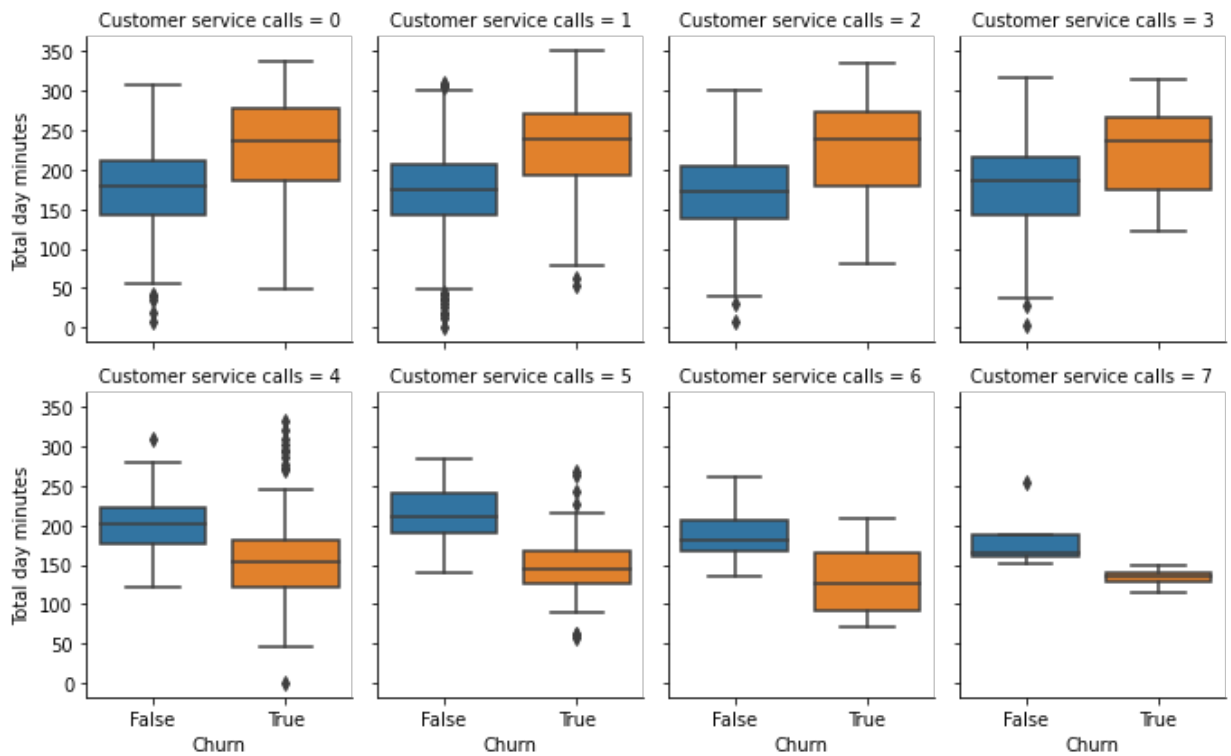 Customer service calls = 0
Customer service calls = 1
Customer service calls = 2
Customer service calls = 3
350
300
250
200
150
100
50
0
Total day minutes
Customer service calls = 4
Customer service calls = 5
Customer service calls = 6
Customer service calls = 7
350
300
250
200
150
100
50
0
Total day minutes
False True
False True
False True
False True
Churn
Churn
Churn
Churn